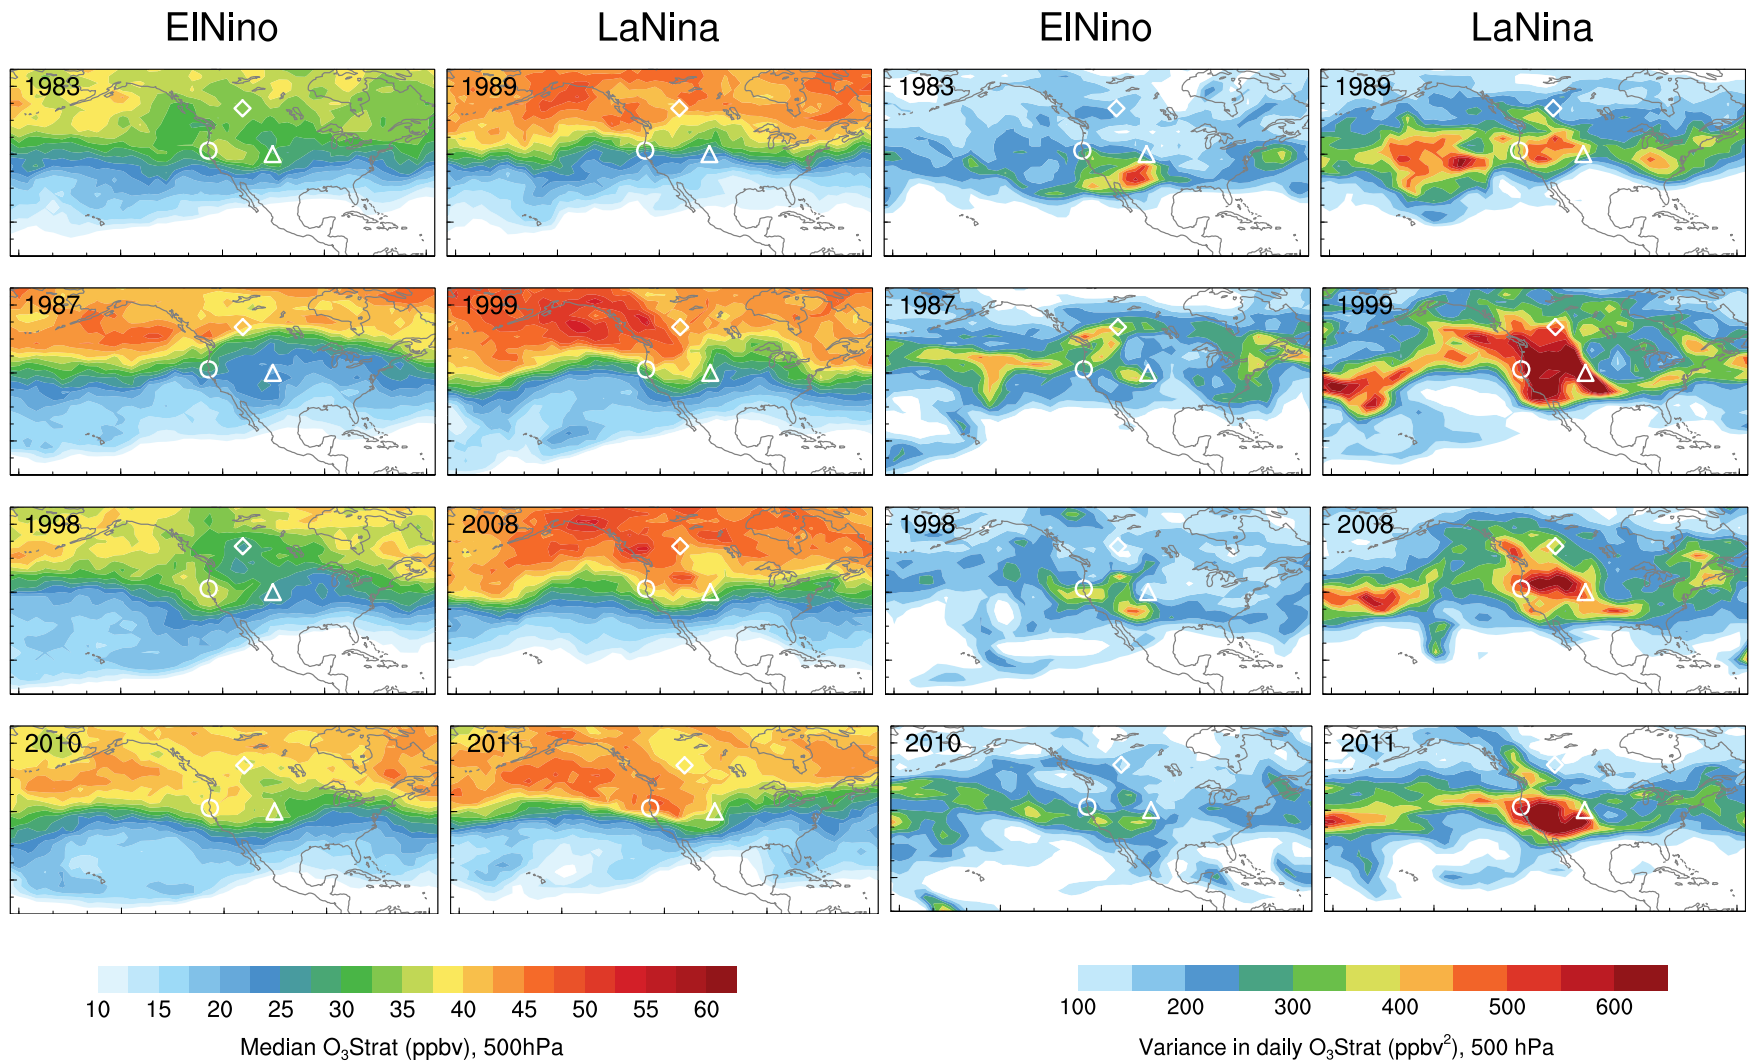 ElNino LaNina ElNino LaNina
1983 1989 1983 1989
1987 1999 1987 1999
1998 2008 1998 2008
2010 2011 2010 2011
10 15 20 25 30 35 40 45 50 55 60
100 200 300 400 500 600
Median O₃Strat (ppbv), 500hPa
Variance in daily O₃Strat (ppbv²), 500 hPa